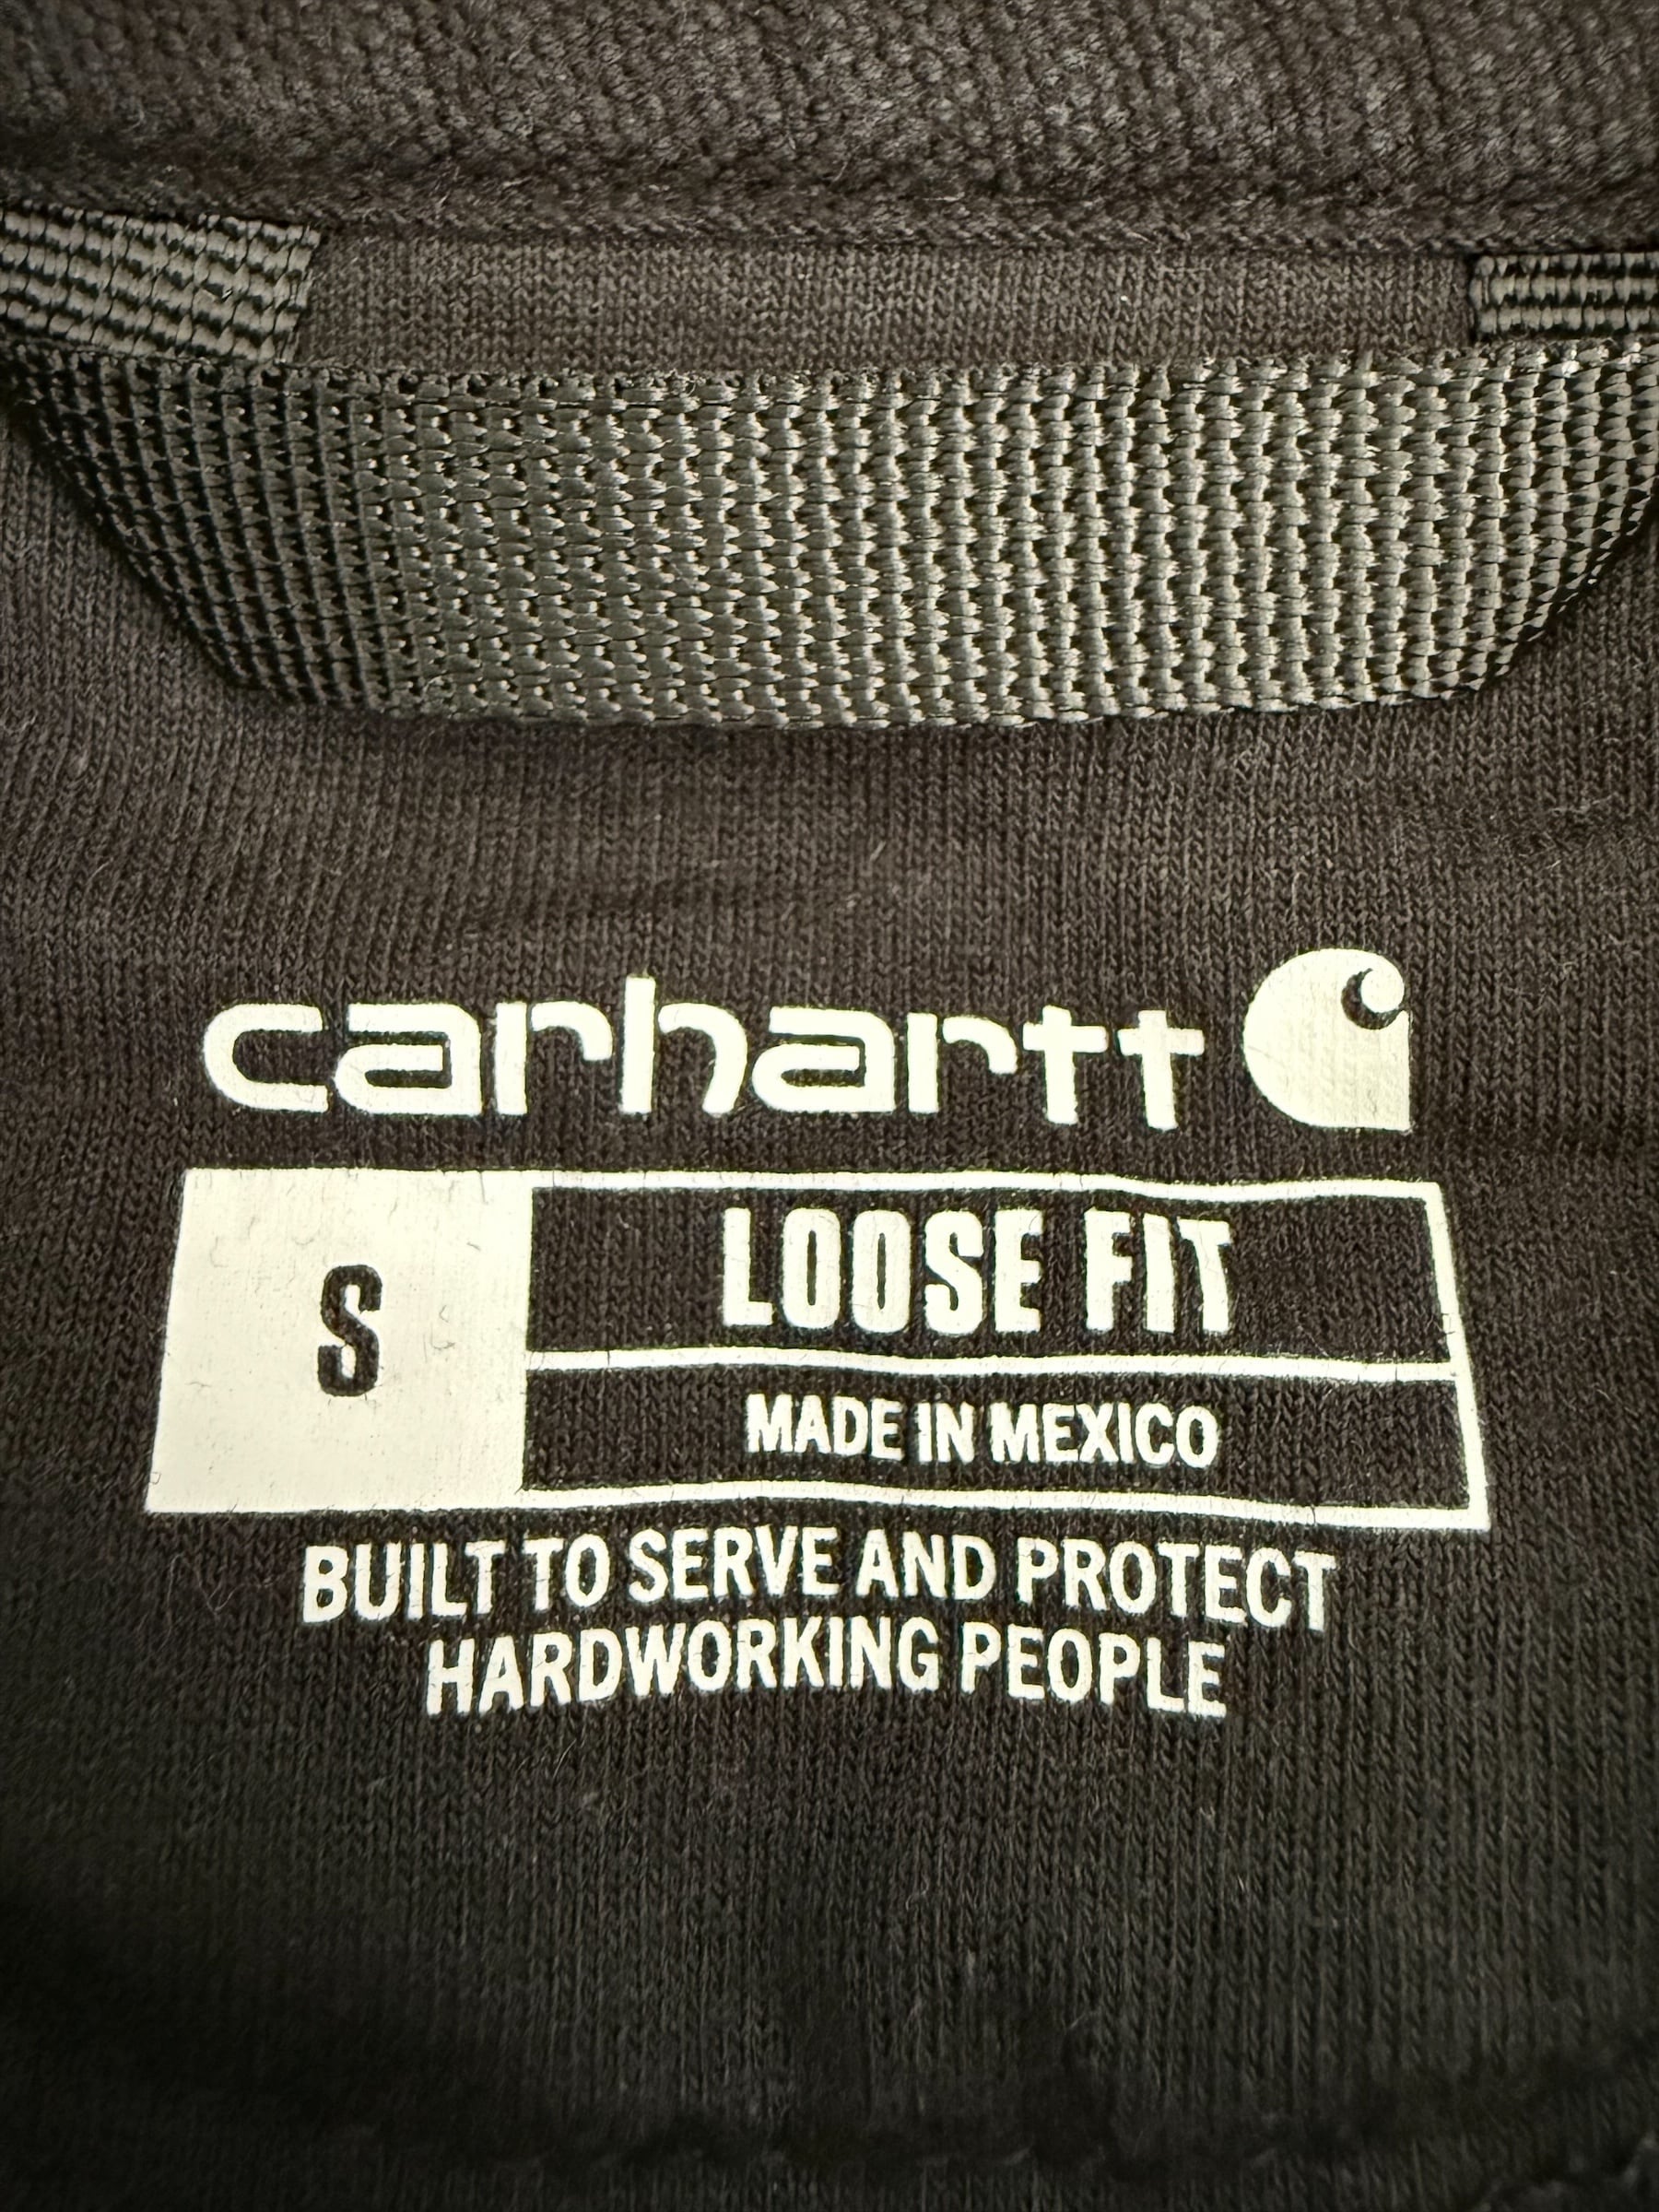 carhartt
S
LOOSE FIT
MADE IN MEXICO
BUILT TO SERVE AND PROTECT
HARDWORKING PEOPLE